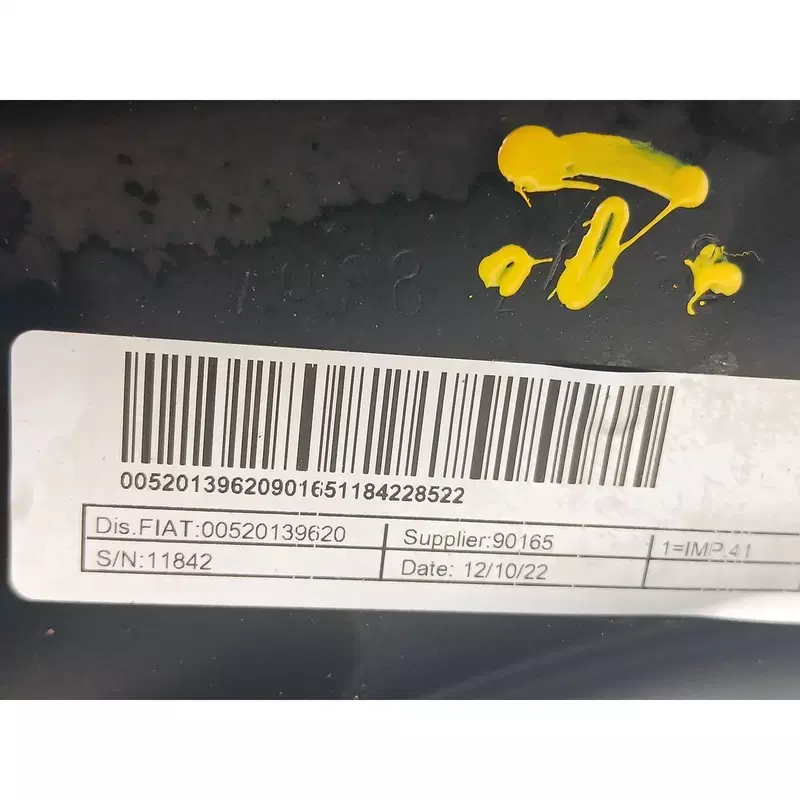 00520139620901651184228522
Dis.FIAT:00520139620
Supplier:90165
1=IMP.41
S/N:11842
Date: 12/10/22